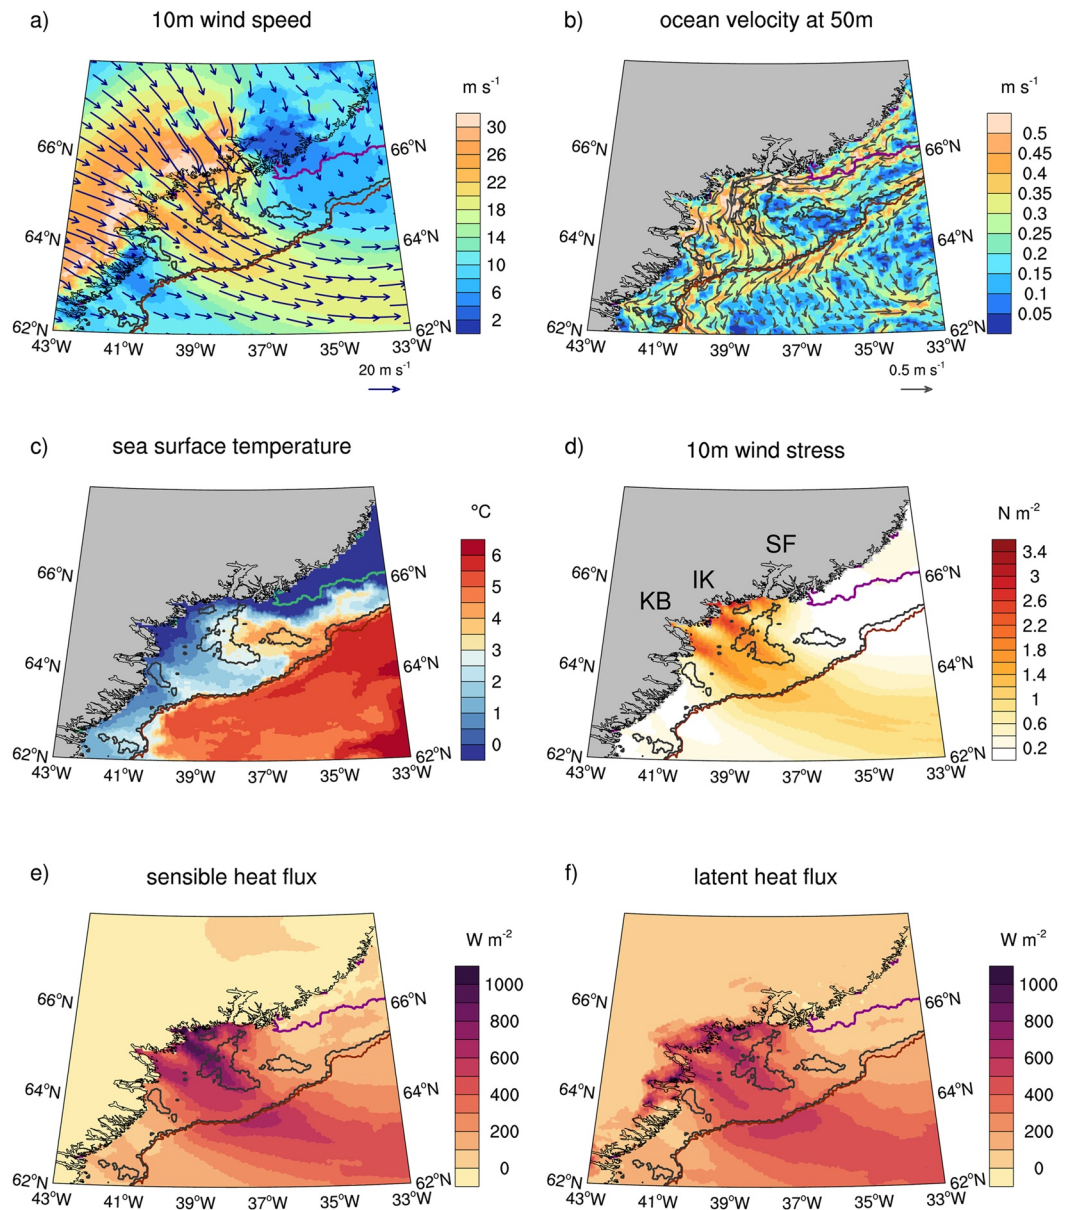 a) 10m wind speed
b) ocean velocity at 50m
m s⁻¹
30
26
22
18
14
10
6
2
66°N
66°N
64°N
64°N
62°N
62°N
43°W 41°W 39°W 37°W 35°W 33°W
20 m s⁻¹
m s⁻¹
0.5
0.45
0.4
0.35
0.3
0.25
0.2
0.15
0.1
0.05
66°N
66°N
64°N
64°N
62°N
62°N
43°W 41°W 39°W 37°W 35°W 33°W
0.5 m s⁻¹
c) sea surface temperature
d) 10m wind stress
°C
6
5
4
3
2
1
0
66°N
66°N
64°N
64°N
62°N
62°N
43°W 41°W 39°W 37°W 35°W 33°W
N m⁻²
3.4
3
2.6
2.2
1.8
1.4
1
0.6
0.2
SF
IK
KB
66°N
66°N
64°N
64°N
62°N
62°N
43°W 41°W 39°W 37°W 35°W 33°W
e) sensible heat flux
f) latent heat flux
W m⁻²
1000
800
600
400
200
0
66°N
66°N
64°N
64°N
62°N
62°N
43°W 41°W 39°W 37°W 35°W 33°W
W m⁻²
1000
800
600
400
200
0
66°N
66°N
64°N
64°N
62°N
62°N
43°W 41°W 39°W 37°W 35°W 33°W